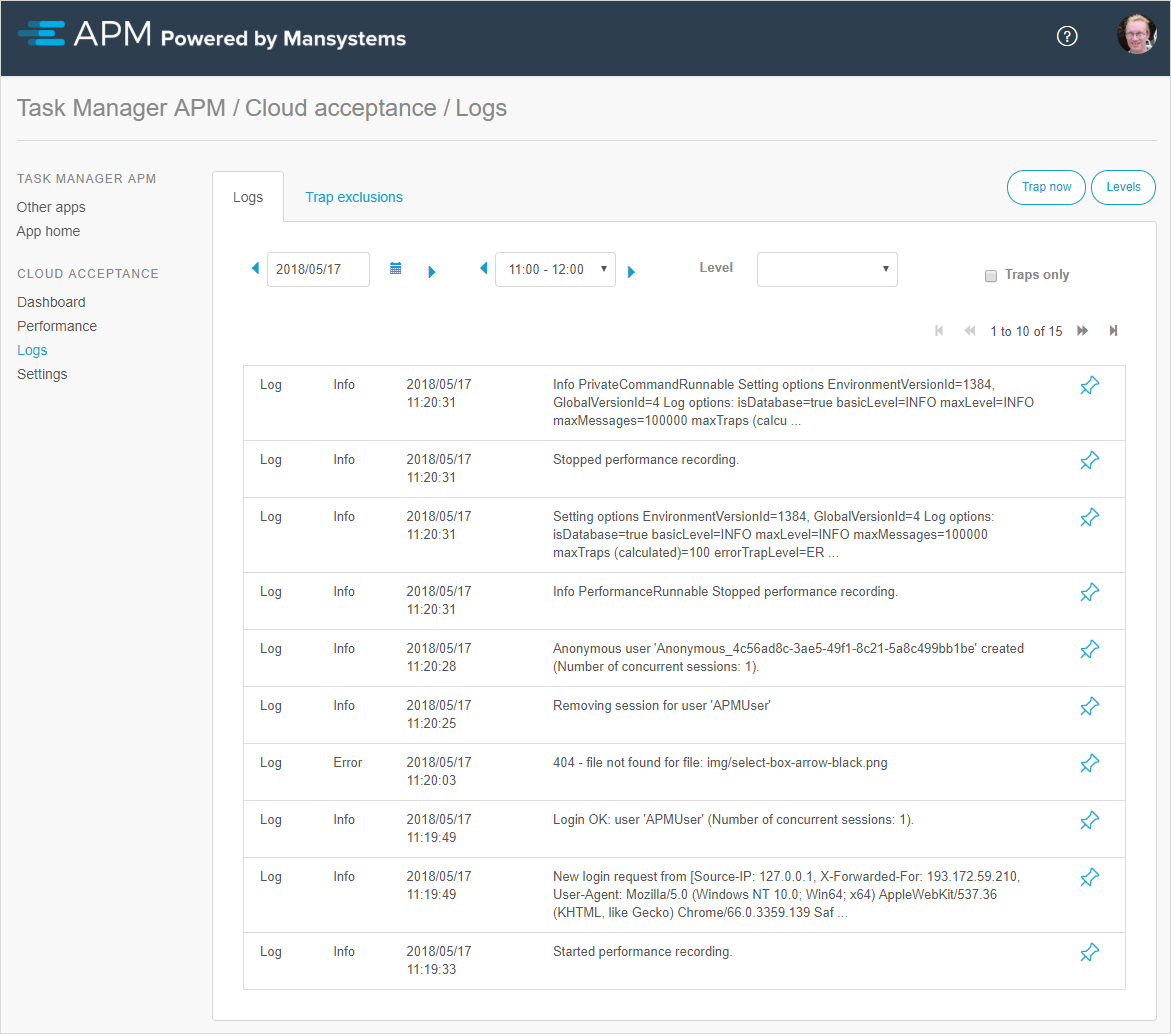 APM Powered by Mansystems
?
Task Manager APM / Cloud acceptance / Logs
TASK MANAGER APM
Other apps
App home
CLOUD ACCEPTANCE
Dashboard
Performance
Logs
Settings
Logs
Trap exclusions
Trap now
Levels
2018/05/17
11:00 - 12:00
Level
Traps only
1 to 10 of 15
Log Info 2018/05/17 Info PrivateCommandRunnable Setting options EnvironmentVersionId=1384,
11:20:31 GlobalVersionId=4 Log options: isDatabase=true basicLevel=INFO maxLevel=INFO
maxMessages=100000 maxTraps (calcu ...
Log Info 2018/05/17 Stopped performance recording.
11:20:31
Log Info 2018/05/17 Setting options EnvironmentVersionId=1384, GlobalVersionId=4 Log options:
11:20:31 isDatabase=true basicLevel=INFO maxLevel=INFO maxMessages=100000
maxTraps (calculated)=100 errorTrapLevel=ER ...
Log Info 2018/05/17 Info PerformanceRunnable Stopped performance recording.
11:20:31
Log Info 2018/05/17 Anonymous user 'Anonymous_4c56ad8c-3ae5-49f1-8c21-5a8c499bb1be' created
11:20:28 (Number of concurrent sessions: 1).
Log Info 2018/05/17 Removing session for user 'APMUser'
11:20:25
Log Error 2018/05/17 404 - file not found for file: img/select-box-arrow-black.png
11:20:03
Log Info 2018/05/17 Login OK: user 'APMUser' (Number of concurrent sessions: 1).
11:19:49
Log Info 2018/05/17 New login request from [Source-IP: 127.0.0.1, X-Forwarded-For: 193.172.59.210,
11:19:49 User-Agent: Mozilla/5.0 (Windows NT 10.0; Win64; x64) AppleWebKit/537.36
(KHTML, like Gecko) Chrome/66.0.3359.139 Saf ...
Log Info 2018/05/17 Started performance recording.
11:19:33